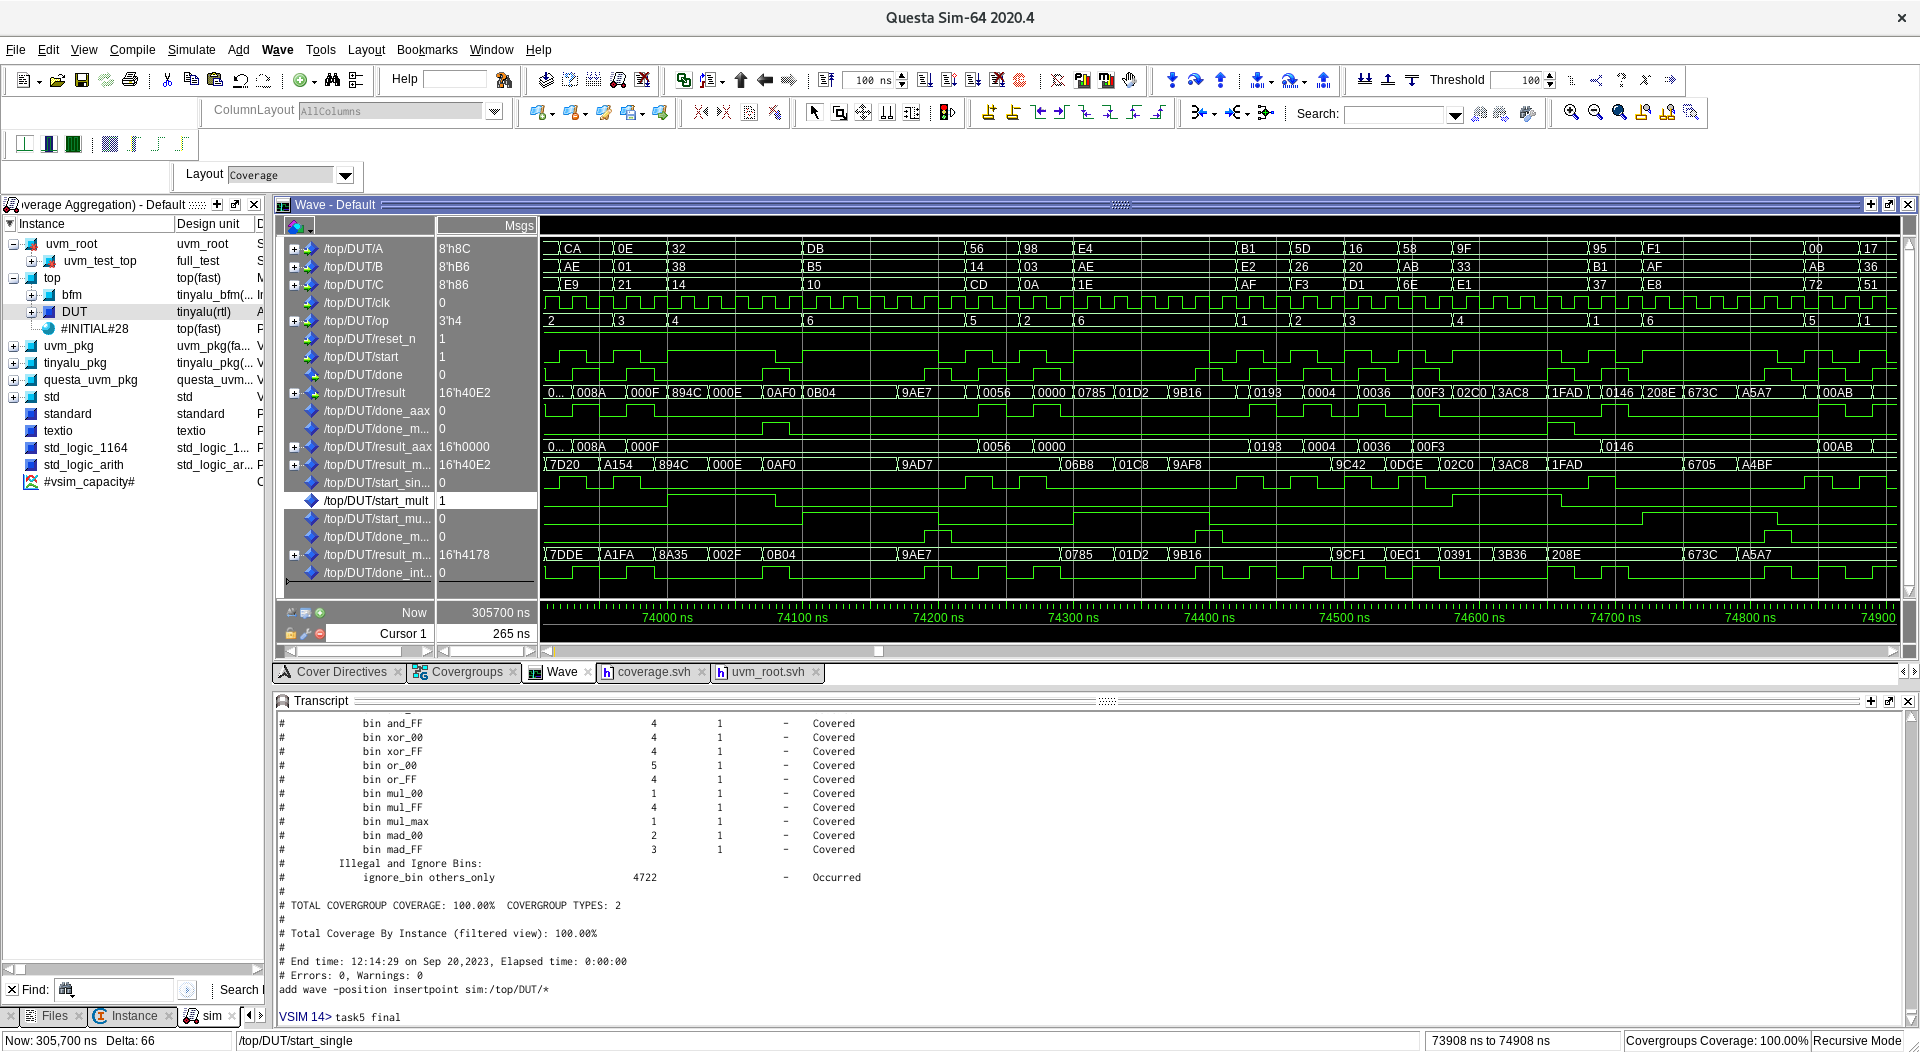 Questa Sim-64 2020.4
File Edit View Compile Simulate Add Wave Tools Layout Bookmarks Window Help
Help 100 ns Threshold 100
ColumnLayout AllColumns Search:
Layout Coverage
verage Aggregation) - Default
Instance Design unit
uvm_root uvm_root
uvm_test_top full_test
top top(fast)
bfm tinyalu_bfm(...
DUT tinyalu(rtl)
#INITIAL#28 top(fast)
uvm_pkg uvm_pkg(fa...
tinyalu_pkg tinyalu_pkg(...
questa_uvm_pkg questa_uvm...
std std
standard standard
textio textio
std_logic_1164 std_logic_1...
std_logic_arith std_logic_ar...
#vsim_capacity#
Find: Search
Files Instance sim
Wave - Default
Msgs
/top/DUT/A 8'h8C CA 0E 32 DB 56 98 E4 B1 5D 16 58 9F 95 F1 00 17
/top/DUT/B 8'hB6 AE 01 38 B5 14 03 AE E2 26 20 AB 33 B1 AF AB 36
/top/DUT/C 8'h86 E9 21 14 10 CD 0A 1E AF F3 D1 6E E1 37 E8 72 51
/top/DUT/clk 0
/top/DUT/op 3'h4 2 3 4 6 5 2 6 1 2 3 4 1 6 5 1
/top/DUT/reset_n 1
/top/DUT/start 1
/top/DUT/done 0
/top/DUT/result 16'h40E2 0... 008A 000F 894C 000E 0AF0 0B04 9AE7 0056 0000 0785 01D2 9B16 0193 0004 0036 00F3 02C0 3AC8 1FAD 0146 208E 673C A5A7 00AB
/top/DUT/done_aax 0
/top/DUT/done_m... 0
/top/DUT/result_aax 16'h0000 0... 008A 000F 0056 0000 0193 0004 0036 00F3 0146 00AB
/top/DUT/result_m... 16'h40E2 7D20 A154 894C 000E 0AF0 9AD7 06B8 01C8 9AF8 9C42 0DCE 02C0 3AC8 1FAD 6705 A4BF
/top/DUT/start_sin... 0
/top/DUT/start_mult 1
/top/DUT/start_mu... 0
/top/DUT/done_m... 0
/top/DUT/result_m... 16'h4178 7DDE A1FA 8A35 002F 0B04 9AE7 0785 01D2 9B16 9CF1 0EC1 0391 3B36 208E 673C A5A7
/top/DUT/done_int... 0
Now 305700 ns 74000 ns 74100 ns 74200 ns 74300 ns 74400 ns 74500 ns 74600 ns 74700 ns 74800 ns 74900
Cursor 1 265 ns
Cover Directives Covergroups Wave coverage.svh uvm_root.svh
Transcript
# bin and_FF 4 1 - Covered
# bin xor_00 4 1 - Covered
# bin xor_FF 4 1 - Covered
# bin or_00 5 1 - Covered
# bin or_FF 4 1 - Covered
# bin mul_00 1 1 - Covered
# bin mul_FF 4 1 - Covered
# bin mul_max 1 1 - Covered
# bin mad_00 2 1 - Covered
# bin mad_FF 3 1 - Covered
# Illegal and Ignore Bins:
# ignore_bin others_only 4722 - Occurred
#
# TOTAL COVERGROUP COVERAGE: 100.00% COVERGROUP TYPES: 2
#
# Total Coverage By Instance (filtered view): 100.00%
#
# End time: 12:14:29 on Sep 20,2023, Elapsed time: 0:00:00
# Errors: 0, Warnings: 0
add wave -position insertpoint sim:/top/DUT/*
VSIM 14> task5 final
Now: 305,700 ns Delta: 66 /top/DUT/start_single 73908 ns to 74908 ns Covergroups Coverage: 100.00% Recursive Mode